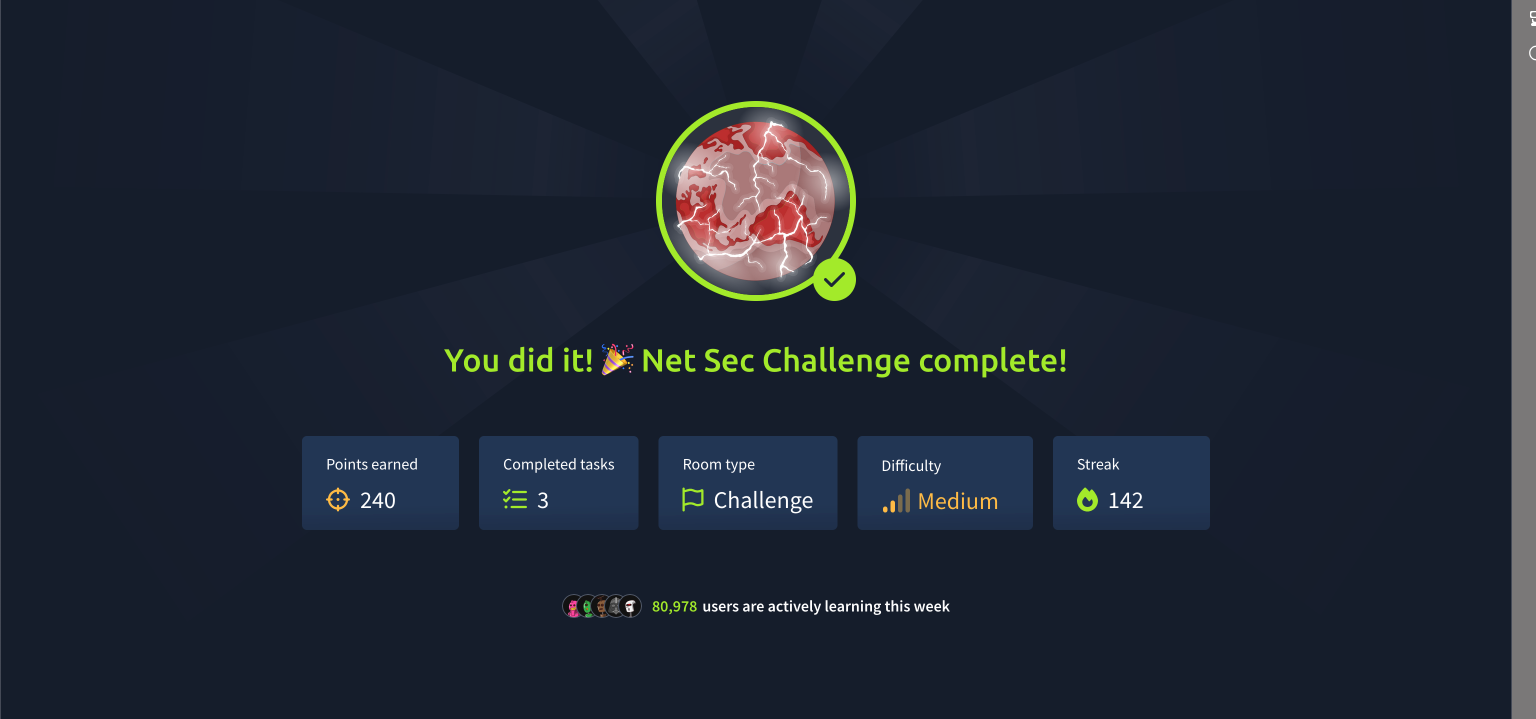 You did it! 🎉 Net Sec Challenge complete!
Points earned
240
Completed tasks
3
Room type
Challenge
Difficulty
Medium
Streak
142
80,978 users are actively learning this week